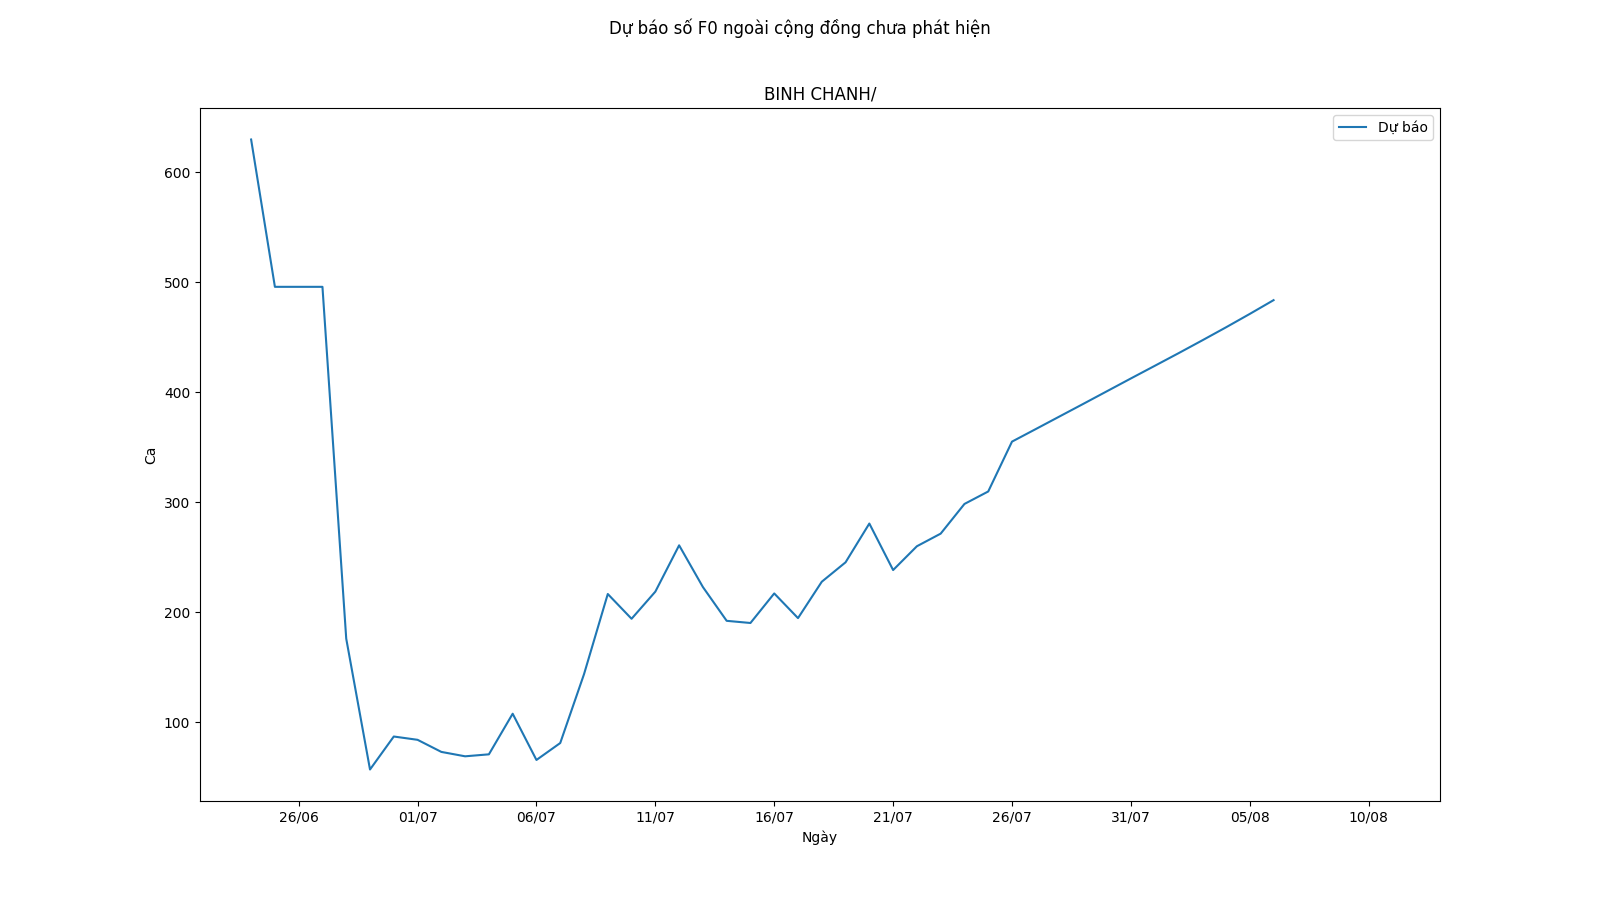 Dự báo số F0 ngoài cộng đồng chưa phát hiện
BINH CHANH/
Dự báo
600
500
400
300
200
100
Ca
26/06 01/07 06/07 11/07 16/07 21/07 26/07 31/07 05/08 10/08
Ngày